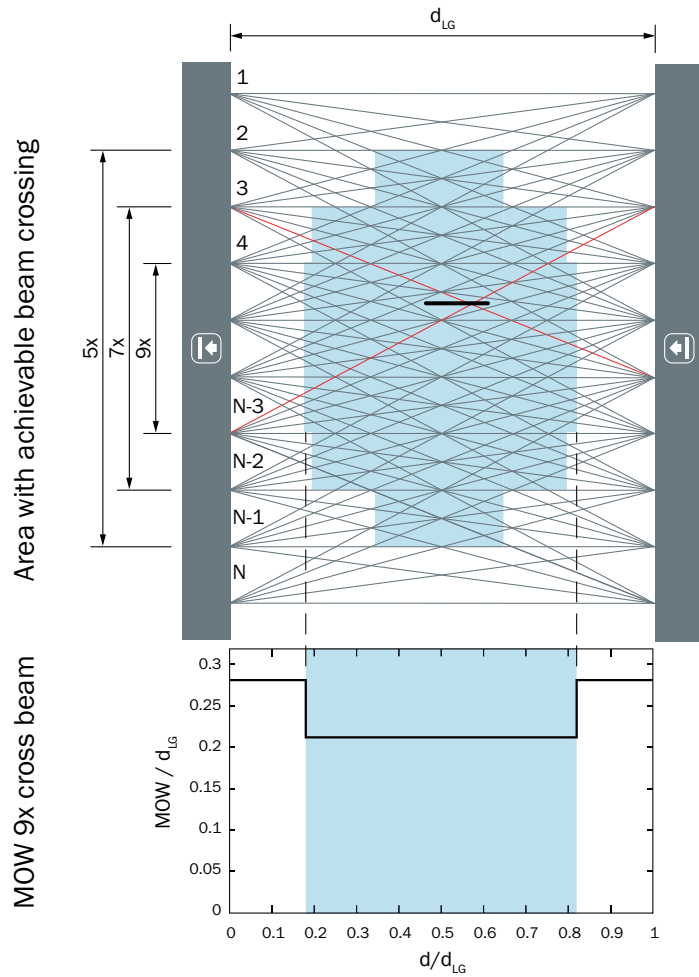 d_LG
1
2
3
4
N-3
N-2
N-1
N
5x
7x
9x
Area with achievable beam crossing
MOW 9x cross beam
MOW / d_LG
0.3
0.25
0.2
0.15
0.1
0.05
0
0 0.1 0.2 0.3 0.4 0.5 0.6 0.7 0.8 0.9 1
d/d_LG